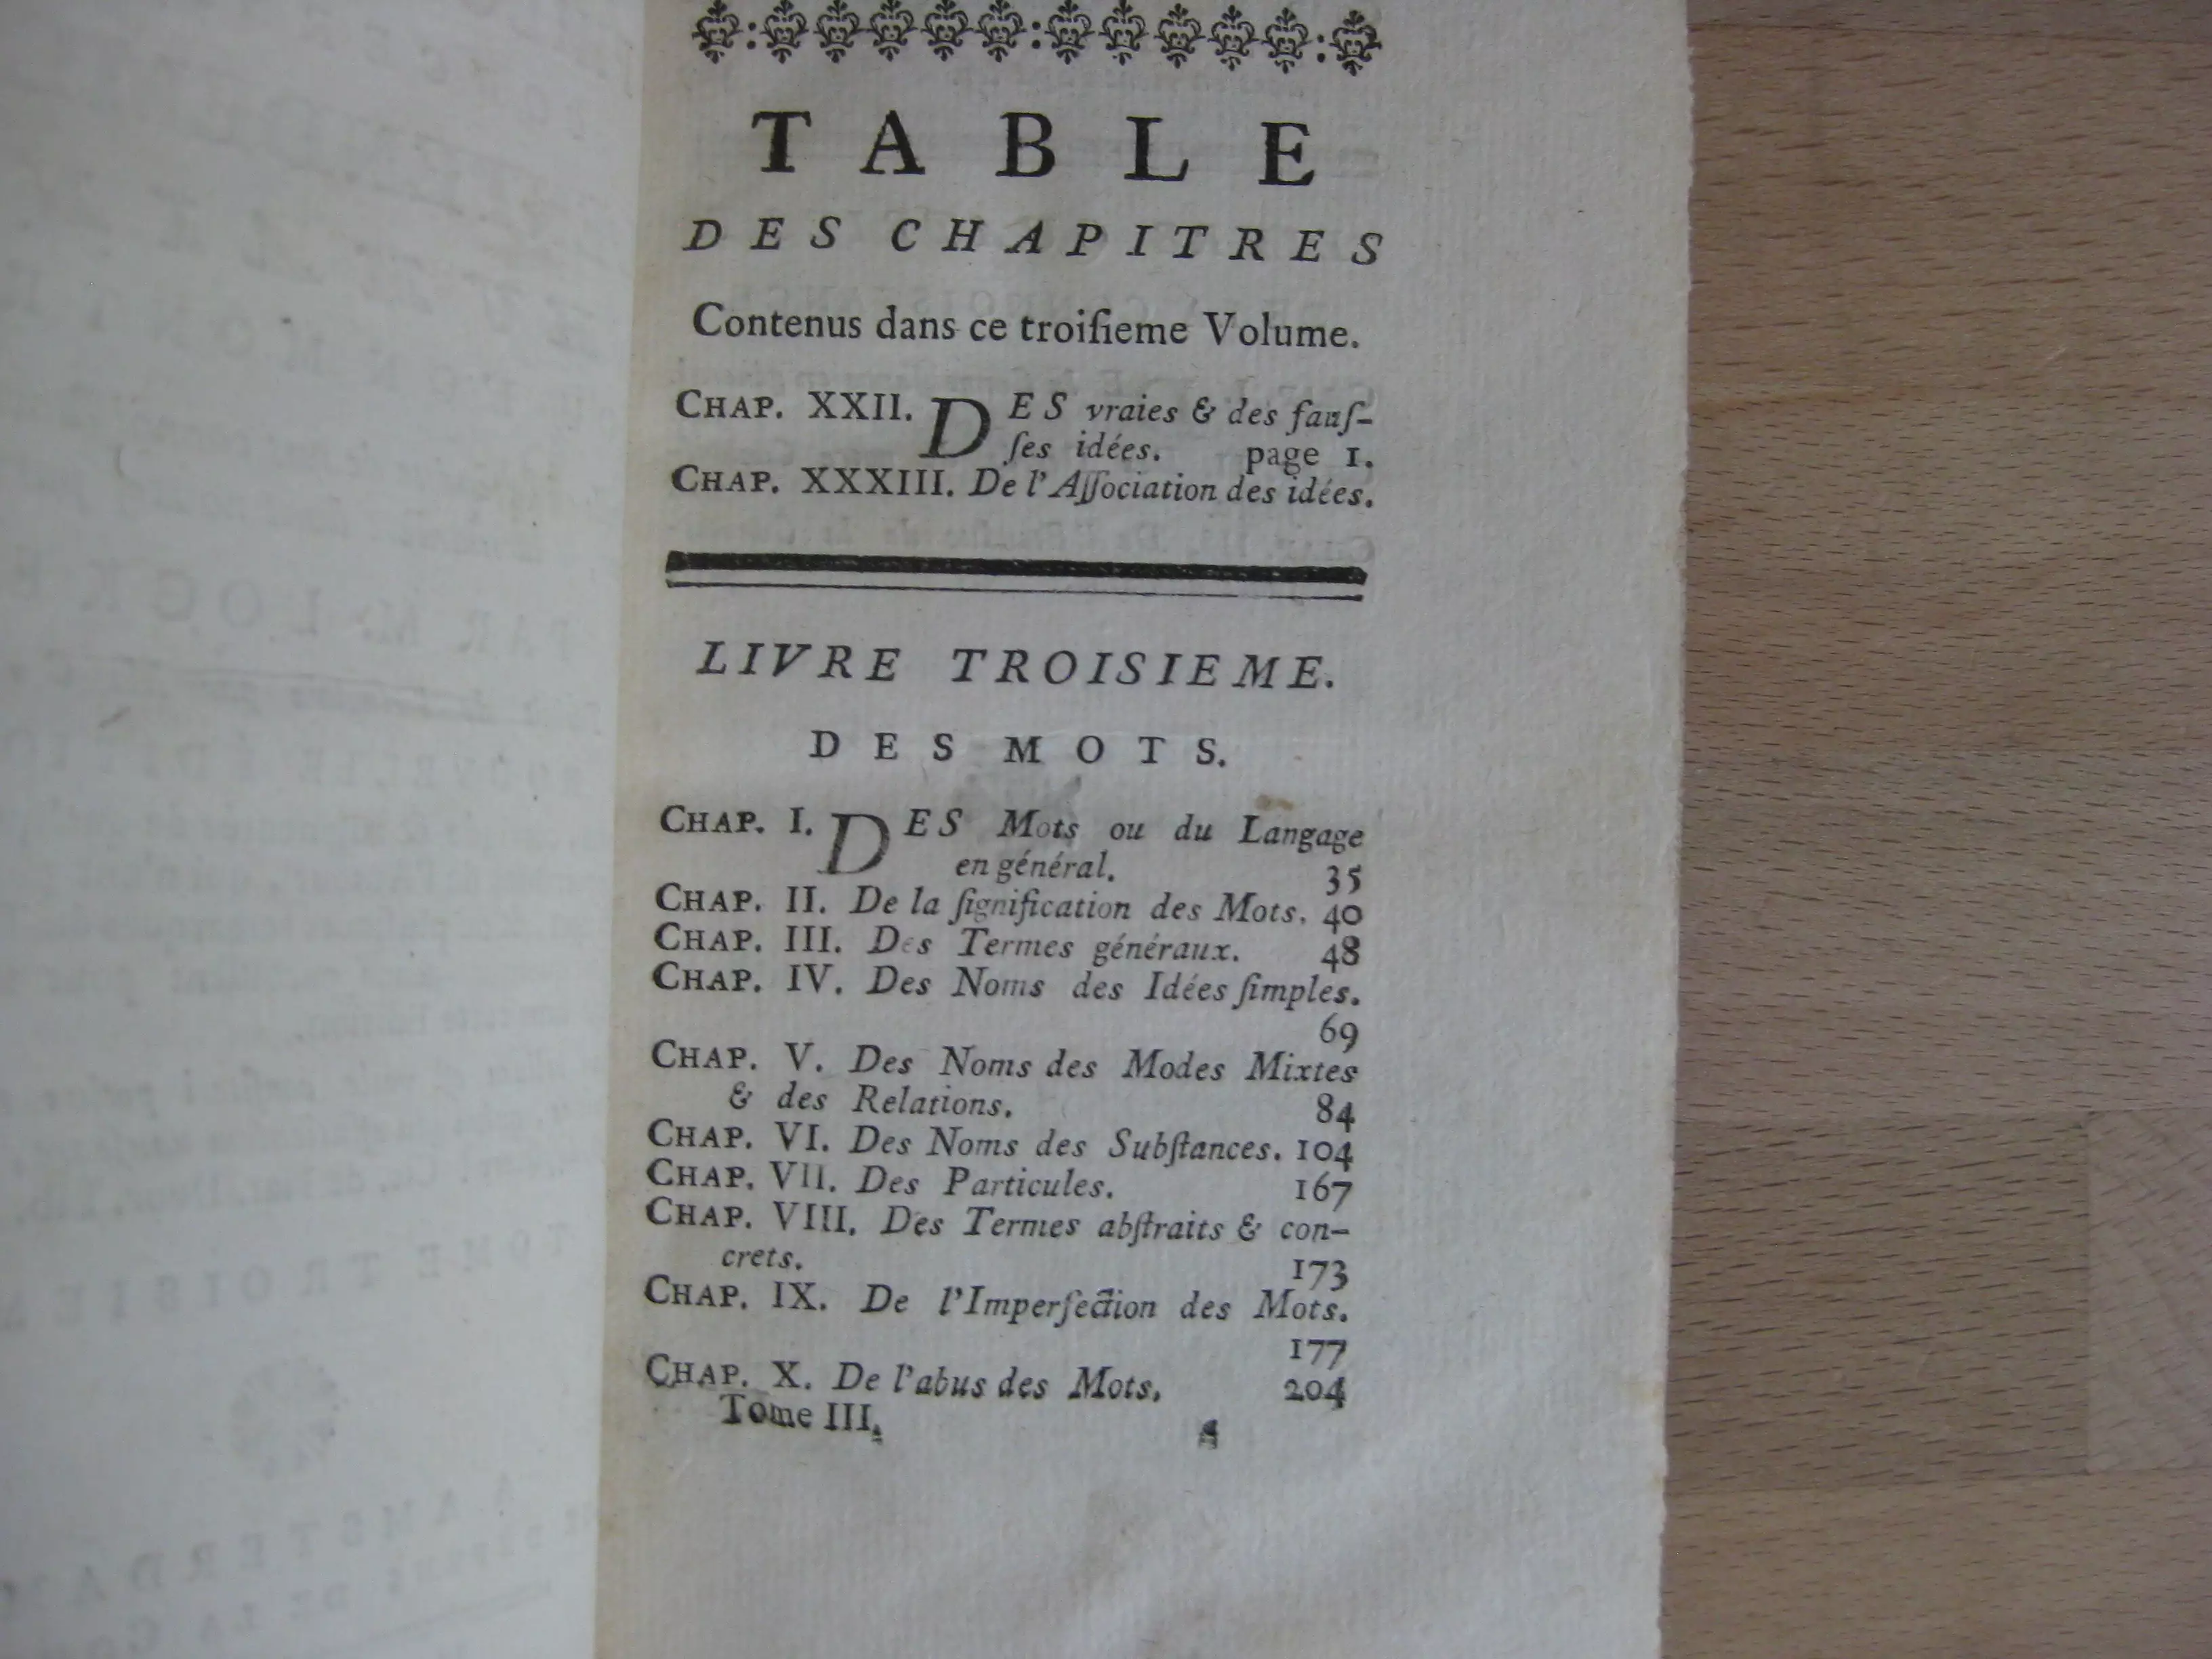 TABLE
DES CHAPITRES
Contenus dans ce troiſieme Volume.
CHAP. XXII. DES vraies & des fauſ-
ſes idées. page 1.
CHAP. XXXIII. De l'Aſſociation des idées.
LIVRE TROISIEME.
DES MOTS.
CHAP. I. DES Mots ou du Langage
en général. 35
CHAP. II. De la ſignification des Mots. 40
CHAP. III. Des Termes généraux. 48
CHAP. IV. Des Noms des Idées ſimples.
69
CHAP. V. Des Noms des Modes Mixtes
& des Relations. 84
CHAP. VI. Des Noms des Subſtances. 104
CHAP. VII. Des Particules. 167
CHAP. VIII. Des Termes abſtraits & con-
crets. 173
CHAP. IX. De l'Imperfection des Mots.
177
CHAP. X. De l'abus des Mots. 204
Tome III. A